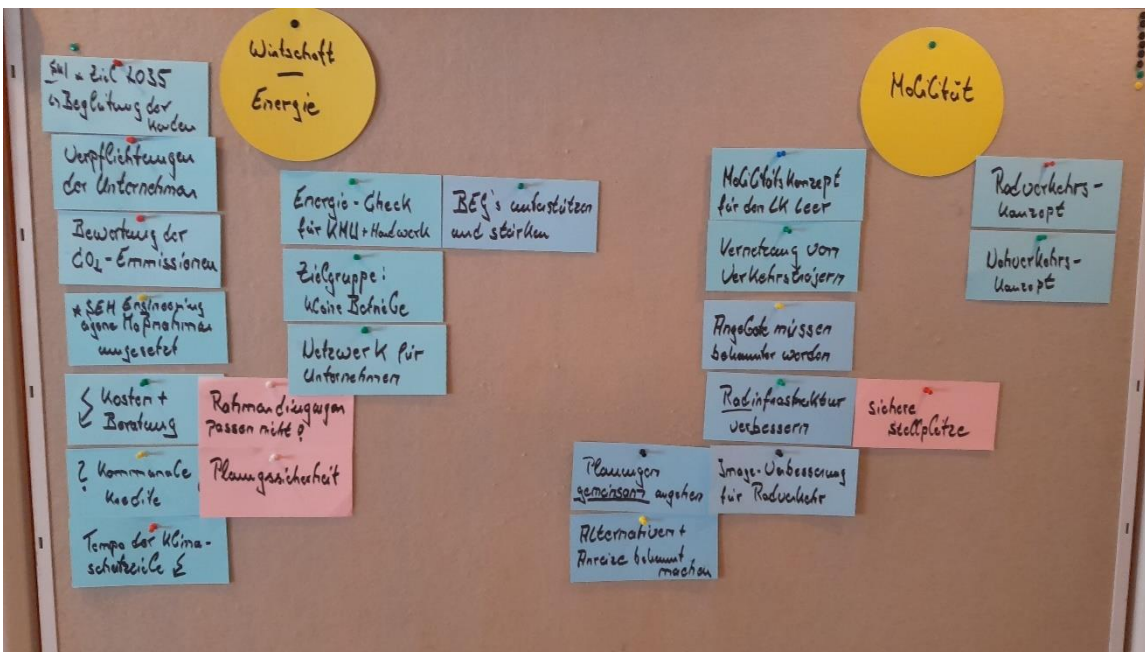 Wirtschaft
—
Energie
* Ziel 2035
↳ Begleitung der
Kunden
Verpflichtungen
der Unternehmen
Bewertung der
CO₂-Emmissionen
* SEH Engineering
eigene Maßnahmen
umgesetzt
Kosten +
Beratung
Rahmendingungen
passen nicht?
? Kommunale
Kredite
Planungssicherheit
Tempo der Klima-
schutzziele
Energie-Check
für KMU + Handwerk
BEG's unterstützen
und stärken
Zielgruppe:
kleine Betriebe
Netzwerk für
Unternehmen
Mobilität
Mobilitätskonzept
für den LK Leer
Vernetzung von
Verkehrsträgern
Angebote müssen
bekannter werden
Radinfrastruktur
verbessern
Sichere
Stellplätze
Planungen
gemeinsam angehen
Image-Verbesserung
für Radverkehr
Alternativen +
Anreize bekannt
machen
Radverkehrs-
konzept
Nahverkehrs-
konzept